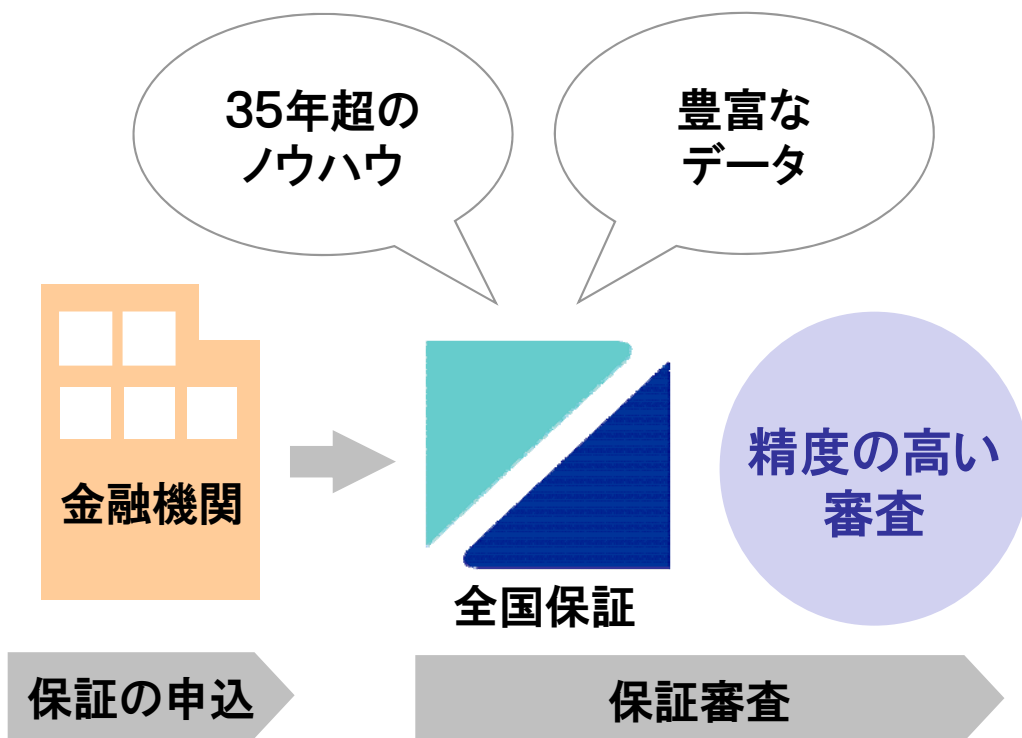 35年超の
ノウハウ
豊富な
データ
金融機関
全国保証
精度の高い
審査
保証の申込
保証審査